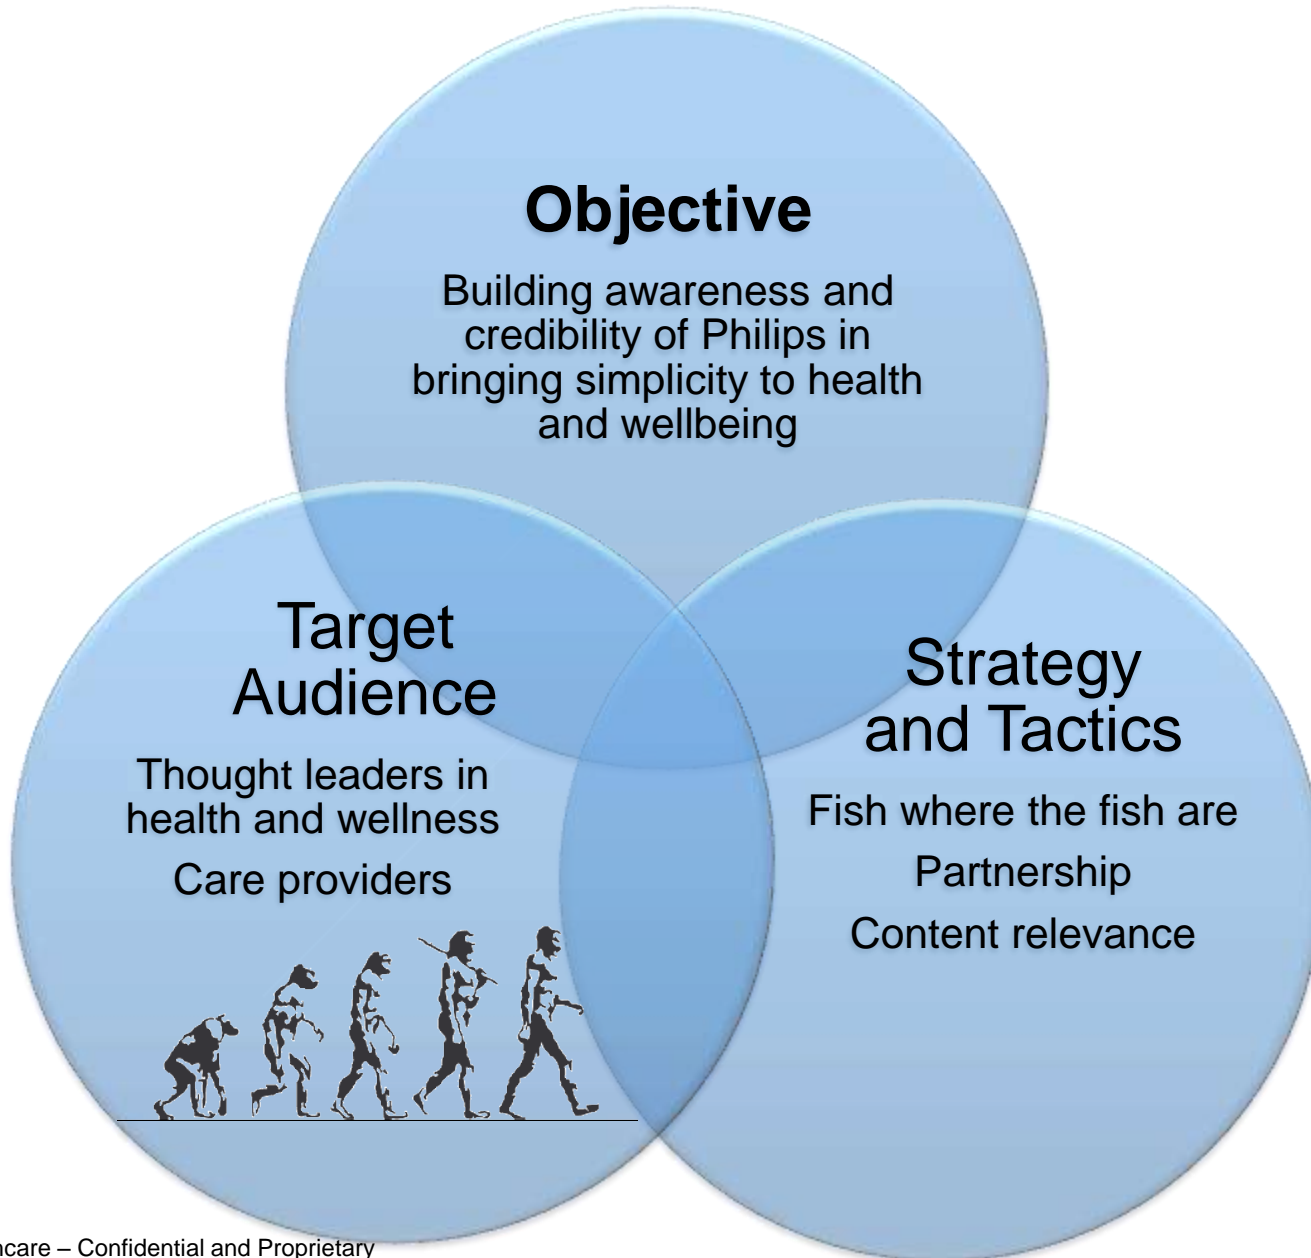 Objective
Building awareness and
credibility of Philips in
bringing simplicity to health
and wellbeing
Target
Audience
Thought leaders in
health and wellness
Care providers
Strategy
and Tactics
Fish where the fish are
Partnership
Content relevance
ncare – Confidential and Proprietary